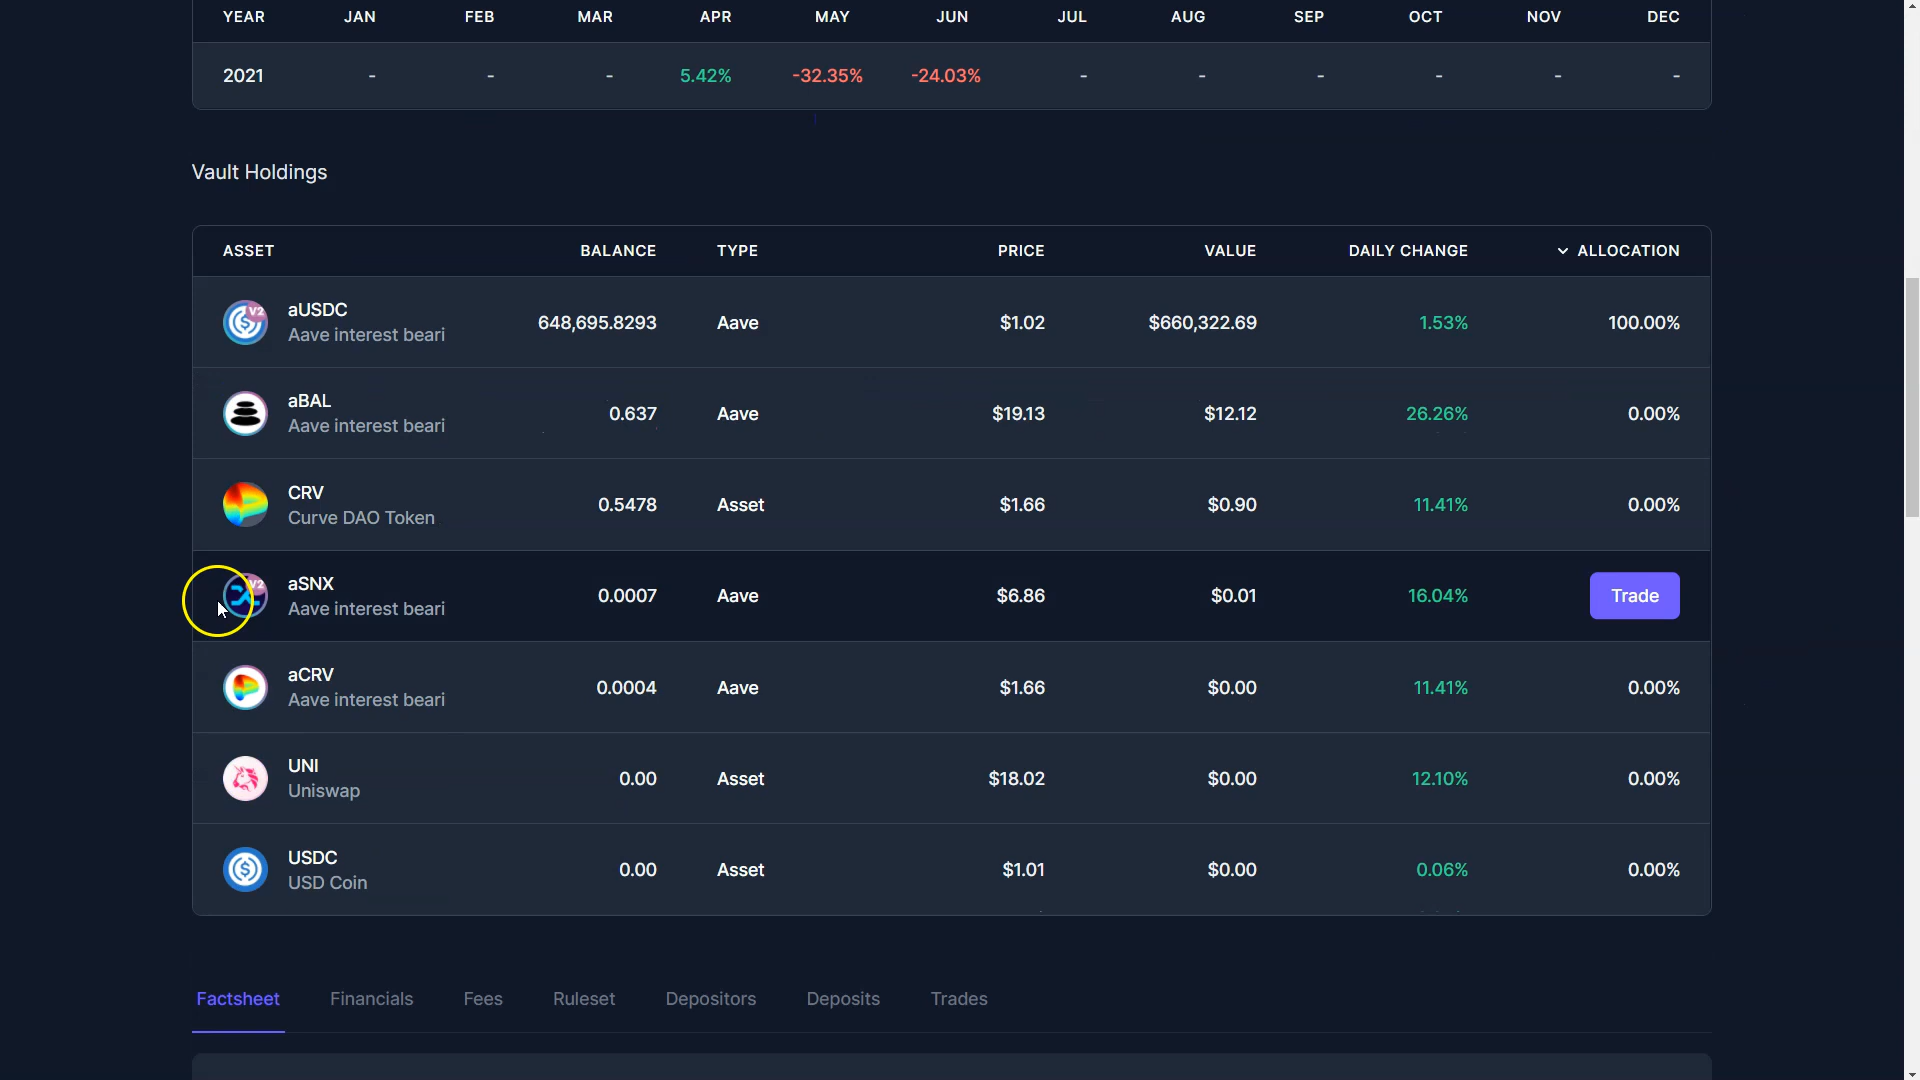 YEAR JAN FEB MAR APR MAY JUN JUL AUG SEP OCT NOV DEC
2021 - - - 5.42% -32.35% -24.03% - - - - - -
Vault Holdings
ASSET BALANCE TYPE PRICE VALUE DAILY CHANGE ALLOCATION
V2
aUSDC
Aave interest beari
648,695.8293 Aave $1.02 $660,322.69 1.53% 100.00%
aBAL
Aave interest beari
0.637 Aave $19.13 $12.12 26.26% 0.00%
CRV
Curve DAO Token
0.5478 Asset $1.66 $0.90 11.41% 0.00%
V2
aSNX
Aave interest beari
0.0007 Aave $6.86 $0.01 16.04% Trade
aCRV
Aave interest beari
0.0004 Aave $1.66 $0.00 11.41% 0.00%
UNI
Uniswap
0.00 Asset $18.02 $0.00 12.10% 0.00%
USDC
USD Coin
0.00 Asset $1.01 $0.00 0.06% 0.00%
Factsheet Financials Fees Ruleset Depositors Deposits Trades